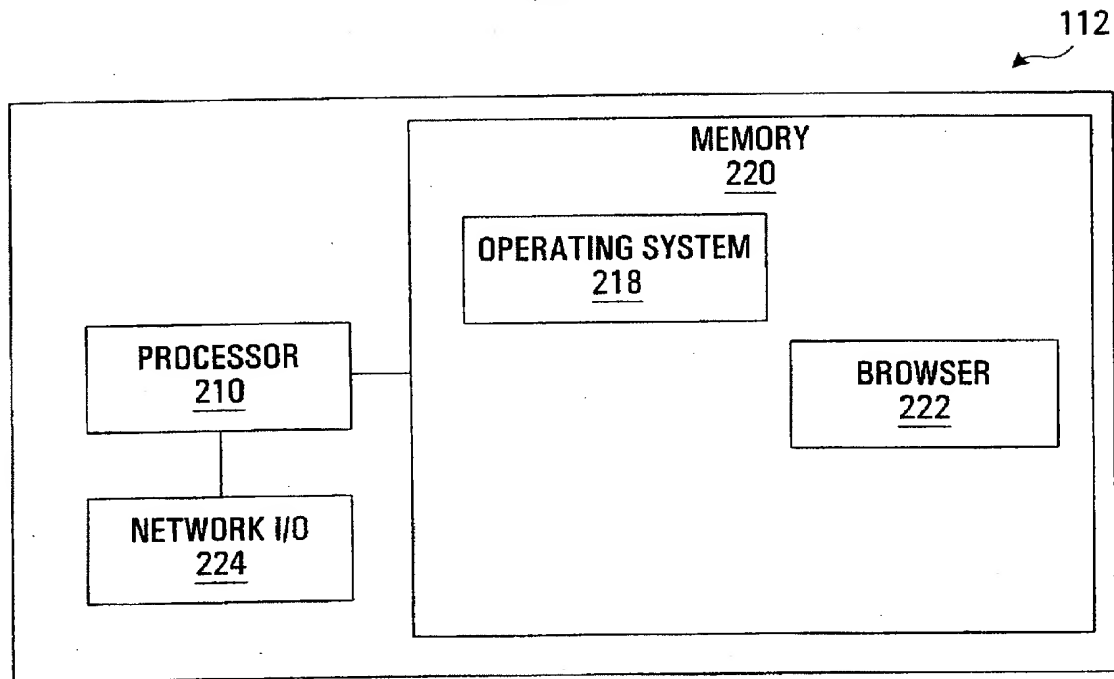 112
MEMORY
220
OPERATING SYSTEM
218
PROCESSOR
210
BROWSER
222
NETWORK I/O
224